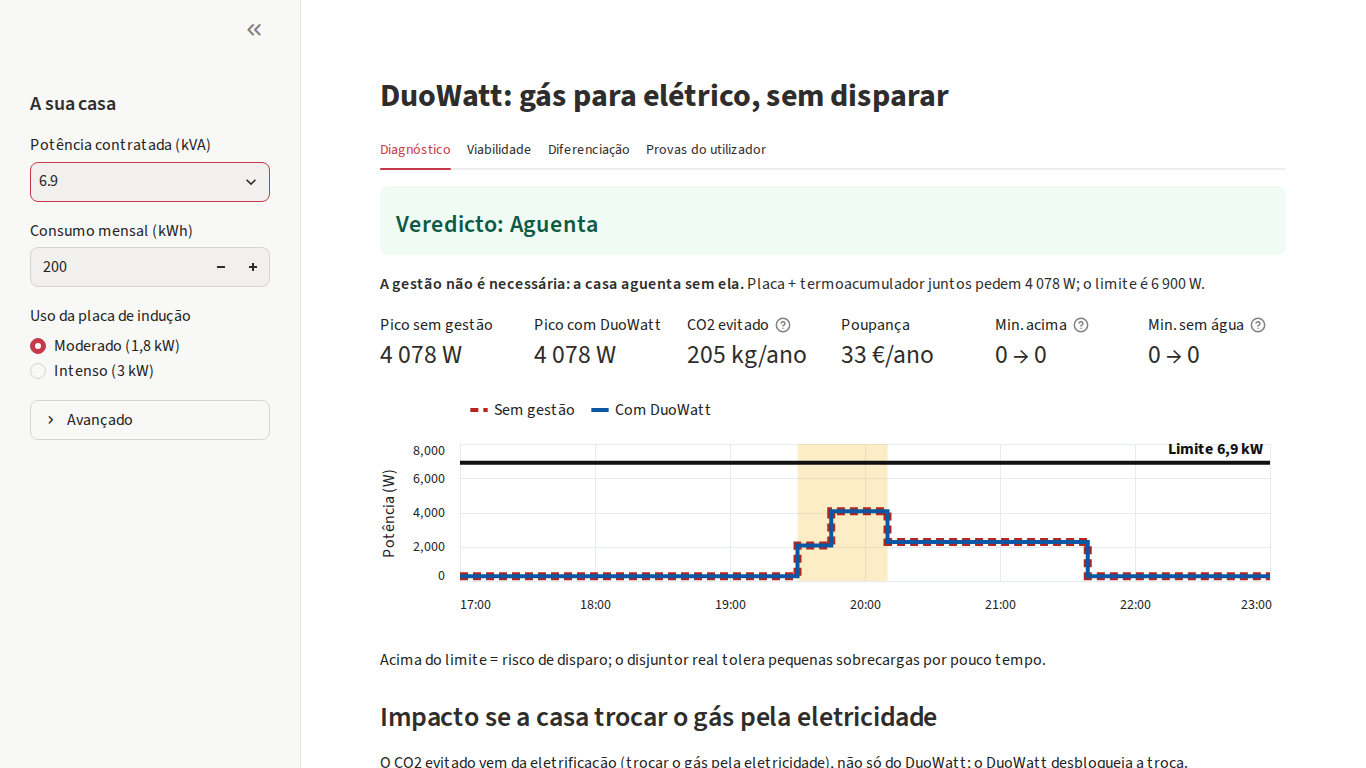 A sua casa
Potência contratada (kVA)
6.9
Consumo mensal (kWh)
200
Uso da placa de indução
Moderado (1,8 kW)
Intenso (3 kW)
Avançado
DuoWatt: gás para elétrico, sem disparar
Diagnóstico Viabilidade Diferenciação Provas do utilizador
Veredicto: Aguenta
A gestão não é necessária: a casa aguenta sem ela. Placa + termoacumulador juntos pedem 4 078 W; o limite é 6 900 W.
Pico sem gestão Pico com DuoWatt CO2 evitado Poupança Min. acima Min. sem água
4 078 W 4 078 W 205 kg/ano 33 €/ano 0 → 0 0 → 0
Sem gestão Com DuoWatt
Limite 6,9 kW
Potência (W)
8,000
6,000
4,000
2,000
0
17:00 18:00 19:00 20:00 21:00 22:00 23:00
Acima do limite = risco de disparo; o disjuntor real tolera pequenas sobrecargas por pouco tempo.
Impacto se a casa trocar o gás pela eletricidade
O CO2 evitado vem da eletrificação (trocar o gás pela eletricidade), não só do DuoWatt; o DuoWatt desbloqueia a troca.